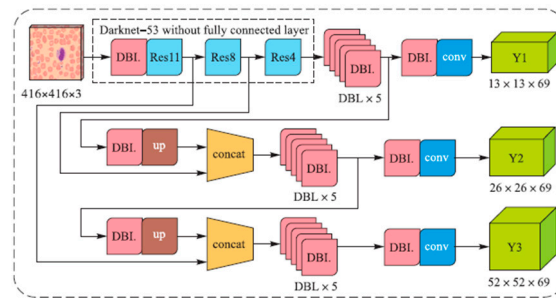 Darknet-53 without fully connected layer
DBL Res11 Res8 Res4 DBL DBL conv Y1
416×416×3
DBL × 5
13 × 13 × 69
DBL up concat DBL DBL conv Y2
DBL × 5
26 × 26 × 69
DBL up concat DBL DBL conv Y3
DBL × 5
52 × 52 × 69